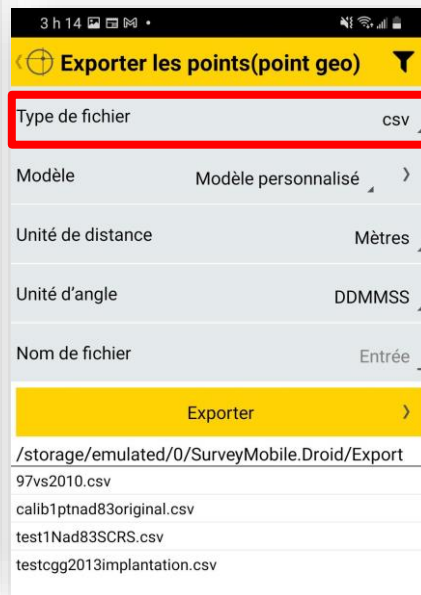 3 h 14
Exporter les points(point geo)
Type de fichier csv
Modèle Modèle personnalisé
Unité de distance Mètres
Unité d’angle DDMMSS
Nom de fichier Entrée
Exporter
/storage/emulated/0/SurveyMobile.Droid/Export
97vs2010.csv
calib1ptnad83original.csv
test1Nad83SCRS.csv
testcgg2013implantation.csv